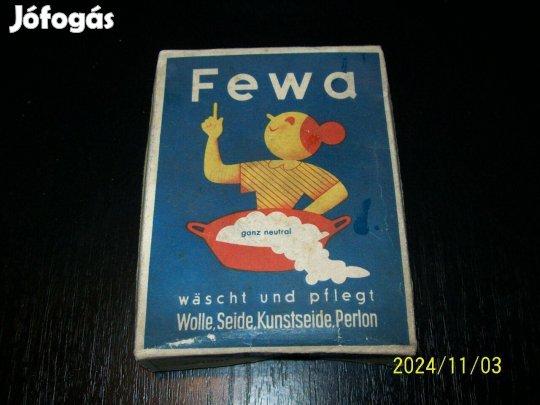 Jófogás
Fewa
ganz neutral
wäscht und pflegt
Wolle, Seide, Kunstseide, Perlon
2024/11/03